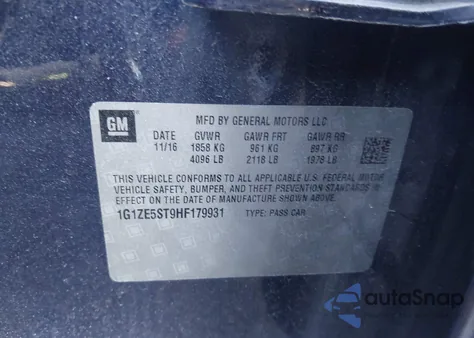 GM
MFD BY GENERAL MOTORS LLC
DATE GVWR GAWR FRT GAWR RR
11/16 1858 KG 961 KG 897 KG
4096 LB 2118 LB 1978 LB
THIS VEHICLE CONFORMS TO ALL APPLICABLE U.S. FEDERAL MOTOR
VEHICLE SAFETY, BUMPER, AND THEFT PREVENTION STANDARDS
IN EFFECT ON THE DATE OF MANUFACTURE SHOWN ABOVE.
1G1ZE5ST9HF179931 TYPE: PASS CAR
autoSnap